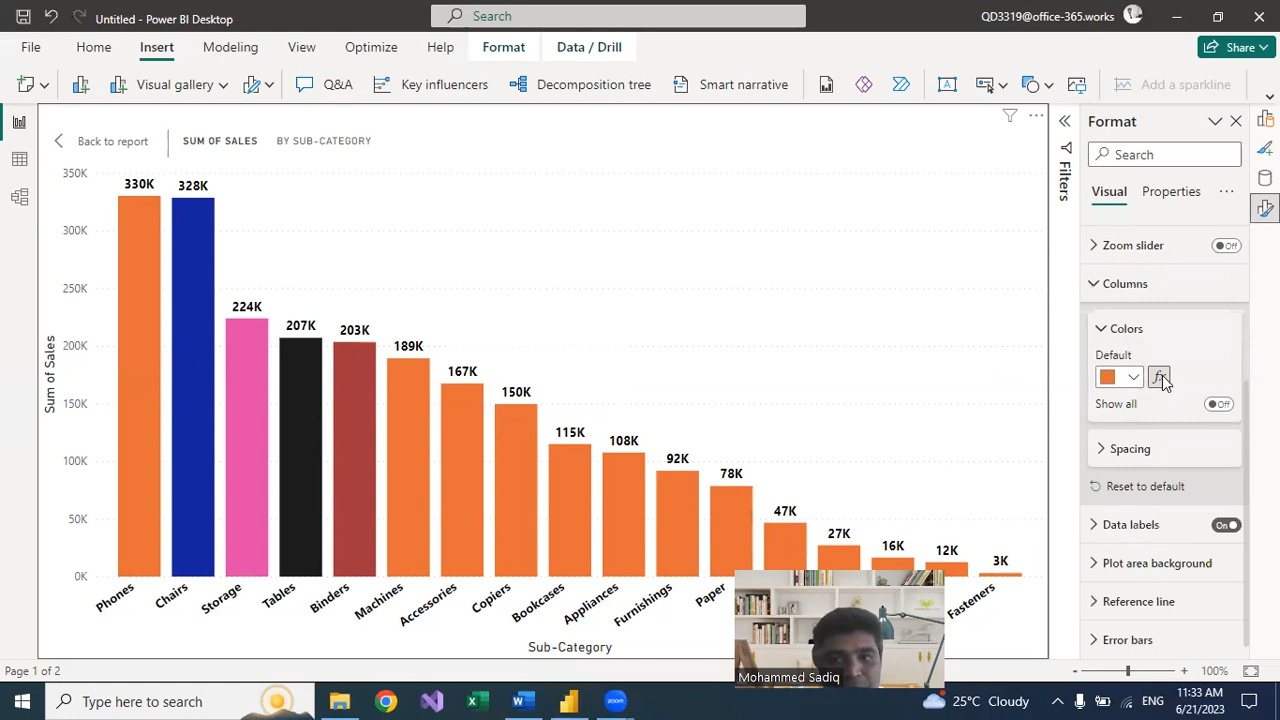 Untitled - Power BI Desktop
Search
QD3319@office-365.works
File
Home
Insert
Modeling
View
Optimize
Help
Format
Data / Drill
Share
Visual gallery
Q&A
Key influencers
Decomposition tree
Smart narrative
Add a sparkline
Back to report
SUM OF SALES
BY SUB-CATEGORY
Sum of Sales
350K
300K
250K
200K
150K
100K
50K
0K
330K
328K
224K
207K
203K
189K
167K
150K
115K
108K
92K
78K
47K
27K
16K
12K
3K
Phones
Chairs
Storage
Tables
Binders
Machines
Accessories
Copiers
Bookcases
Appliances
Furnishings
Paper
Fasteners
Sub-Category
Filters
Format
Search
Visual
Properties
Zoom slider
Off
Columns
Colors
Default
fx
Show all
Off
Spacing
Reset to default
Data labels
On
Plot area background
Reference line
Error bars
Mohammed Sadiq
Page 1 of 2
100%
Type here to search
25°C Cloudy
ENG
11:33 AM
6/21/2023